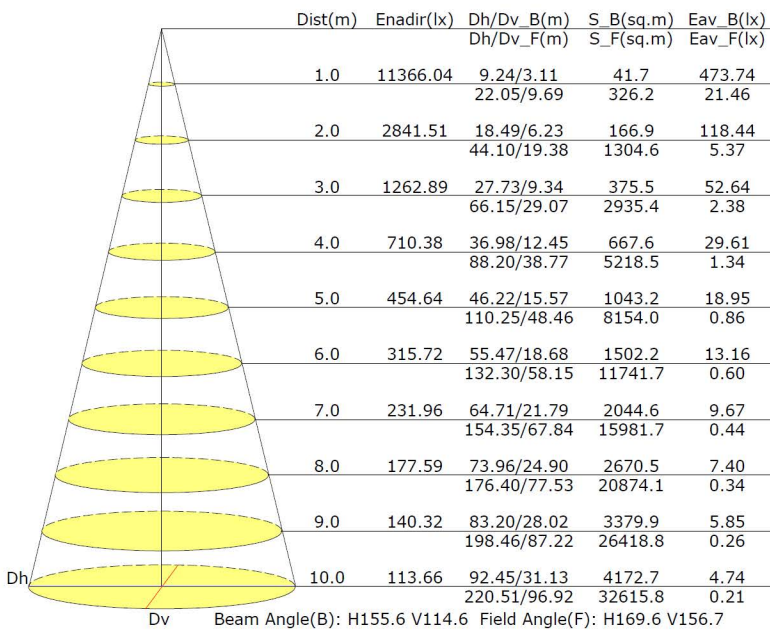 Dist(m) Enadir(lx) Dh/Dv_B(m) S_B(sq.m) Eav_B(lx)
Dh/Dv_F(m) S_F(sq.m) Eav_F(lx)
1.0 11366.04 9.24/3.11 41.7 473.74
22.05/9.69 326.2 21.46
2.0 2841.51 18.49/6.23 166.9 118.44
44.10/19.38 1304.6 5.37
3.0 1262.89 27.73/9.34 375.5 52.64
66.15/29.07 2935.4 2.38
4.0 710.38 36.98/12.45 667.6 29.61
88.20/38.77 5218.5 1.34
5.0 454.64 46.22/15.57 1043.2 18.95
110.25/48.46 8154.0 0.86
6.0 315.72 55.47/18.68 1502.2 13.16
132.30/58.15 11741.7 0.60
7.0 231.96 64.71/21.79 2044.6 9.67
154.35/67.84 15981.7 0.44
8.0 177.59 73.96/24.90 2670.5 7.40
176.40/77.53 20874.1 0.34
9.0 140.32 83.20/28.02 3379.9 5.85
198.46/87.22 26418.8 0.26
Dh 10.0 113.66 92.45/31.13 4172.7 4.74
220.51/96.92 32615.8 0.21
Dv Beam Angle(B): H155.6 V114.6 Field Angle(F): H169.6 V156.7